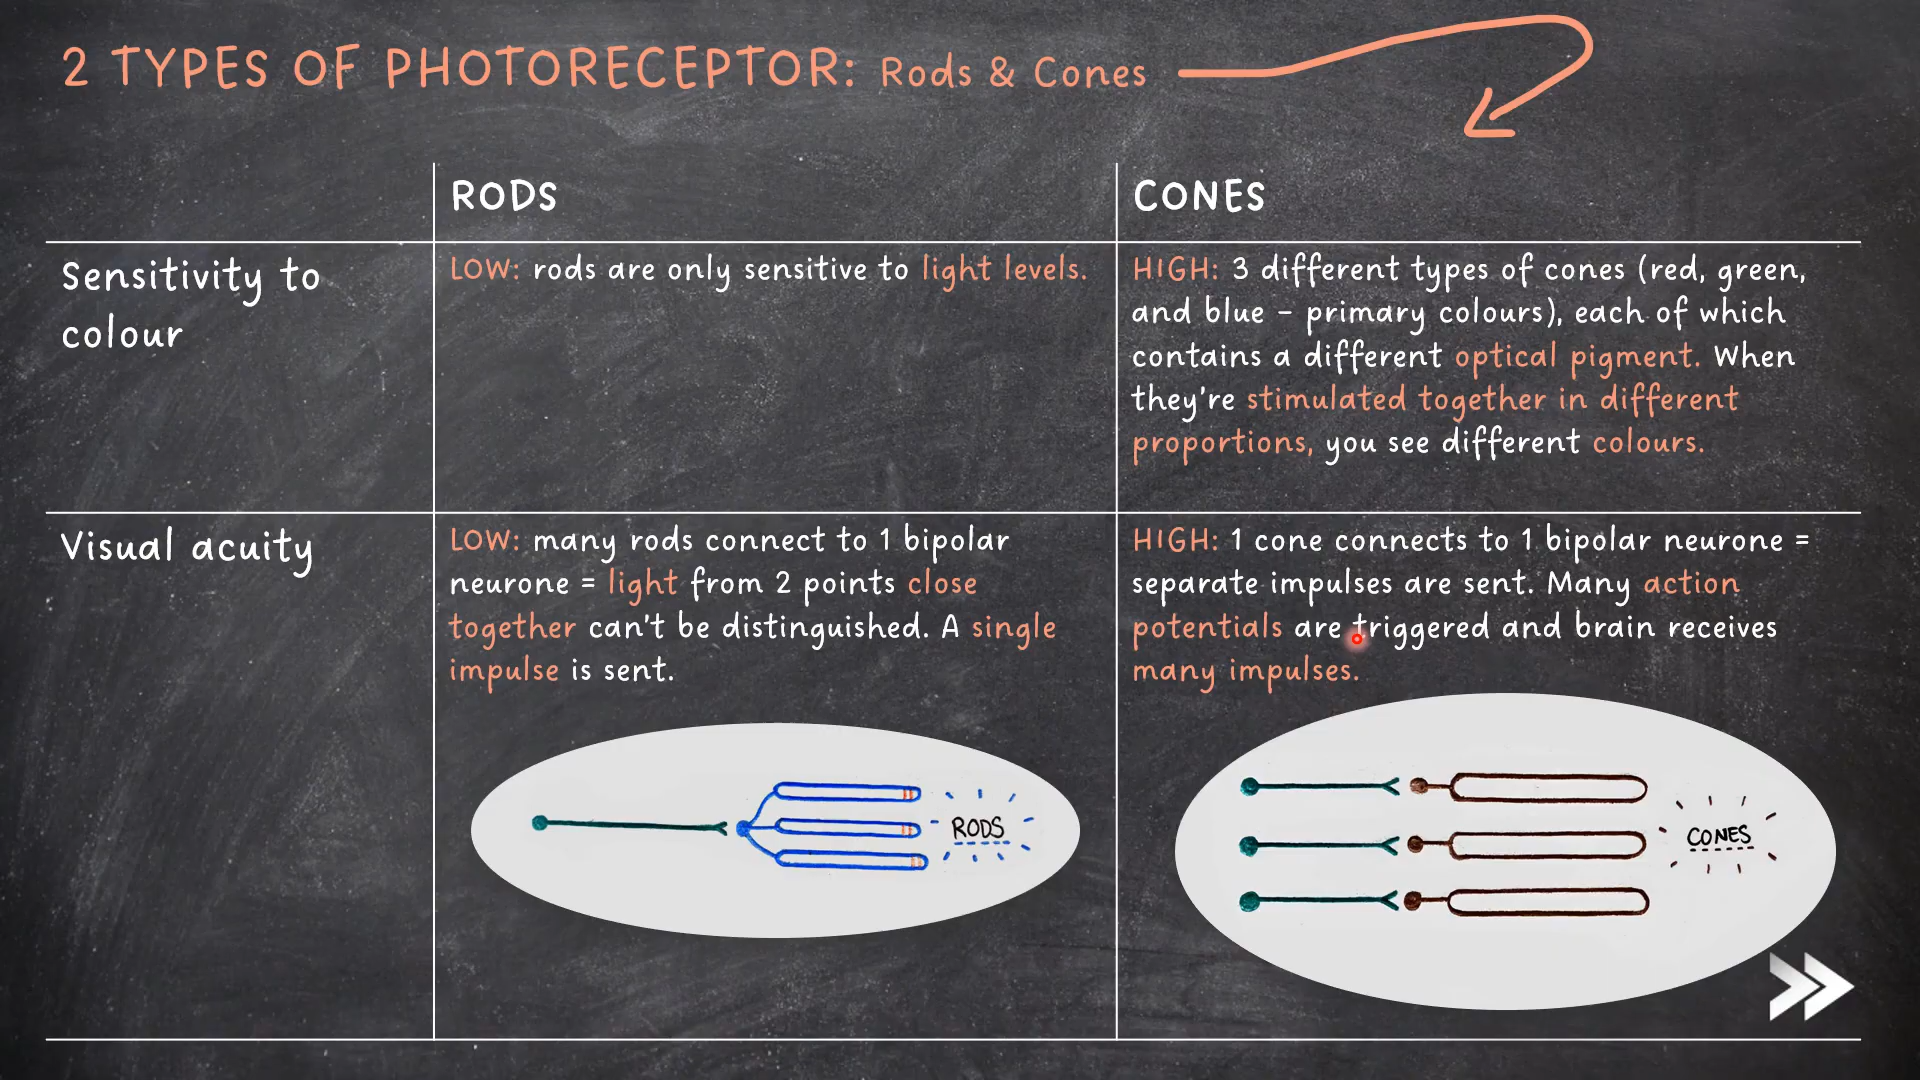 2 TYPES OF PHOTORECEPTOR: Rods & Cones
RODS
CONES
Sensitivity to
colour
LOW: rods are only sensitive to light levels.
HIGH: 3 different types of cones (red, green,
and blue – primary colours), each of which
contains a different optical pigment. When
they're stimulated together in different
proportions, you see different colours.
Visual acuity
LOW: many rods connect to 1 bipolar
neurone = light from 2 points close
together can't be distinguished. A single
impulse is sent.
HIGH: 1 cone connects to 1 bipolar neurone =
separate impulses are sent. Many action
potentials are triggered and brain receives
many impulses.
RODS
CONES